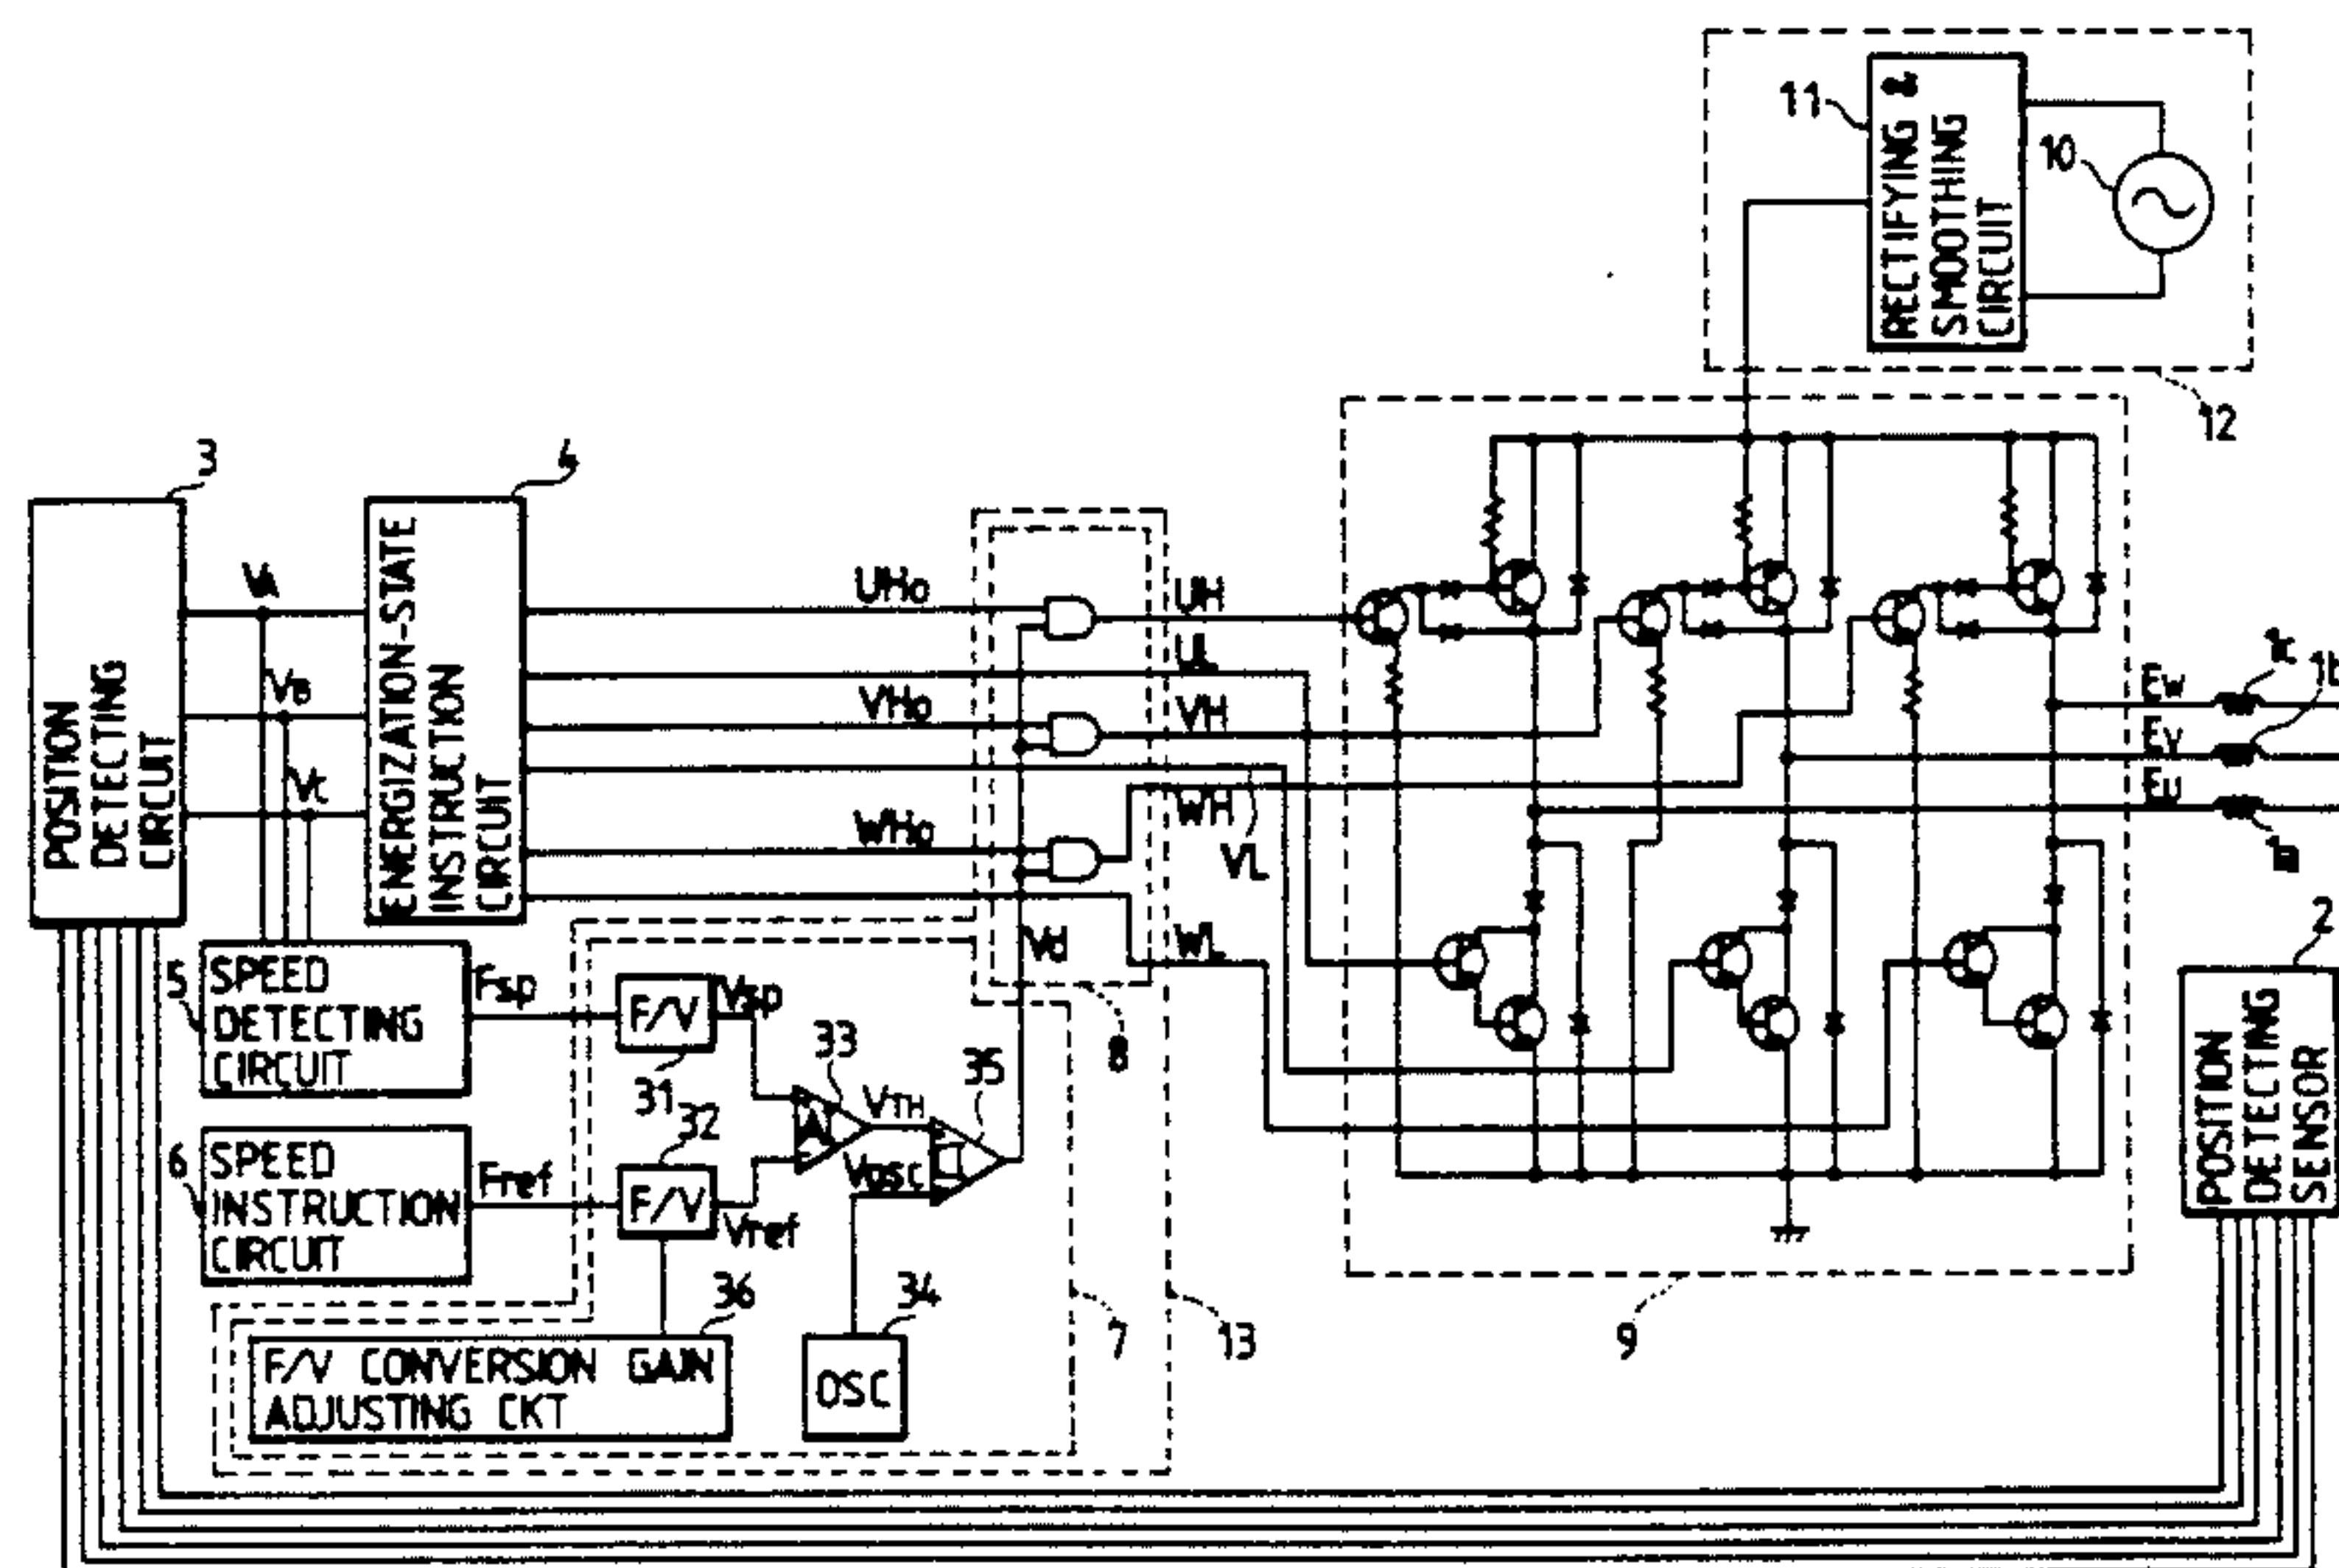 11
RECTIFYING &
SMOOTHING
CIRCUIT
10
12
3
4
POSITION
DETECTING
CIRCUIT
VA
VB
VC
ENERGIZATION-STATE
INSTRUCTION
CIRCUIT
UHo
UH
UL
VHo
VH
WHo
WH
VL
Vd
WL
Ew
1c
Ev
Eu
1a
2
POSITION
DETECTING
SENSOR
5
SPEED
DETECTING
CIRCUIT
Fsp
F/V
Vsp
31
33
VTH
35
8
6
SPEED
INSTRUCTION
CIRCUIT
Fref
32
F/V
Vref
VOSC
36
34
7
13
9
F/V CONVERSION GAIN
ADJUSTING CKT
OSC